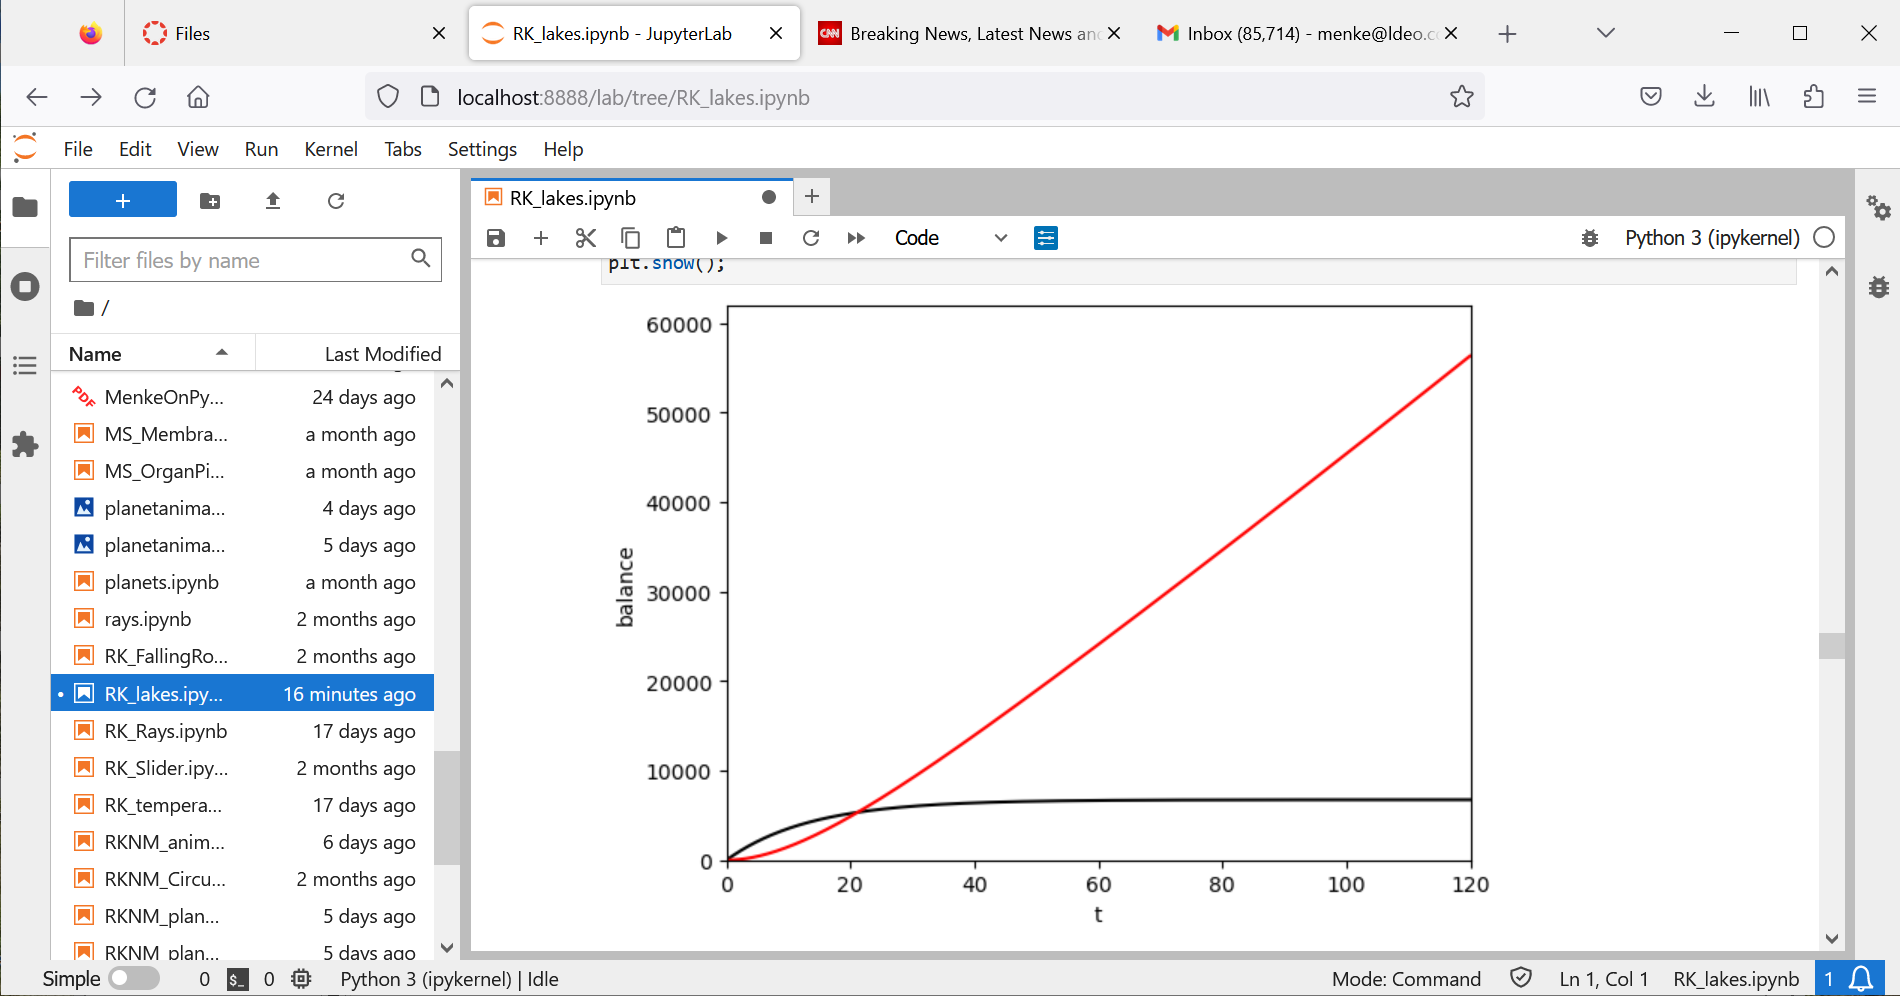 Files
RK_lakes.ipynb - JupyterLab
CNN
Breaking News, Latest News and
Inbox (85,714) - menke@ldeo.c
localhost:8888/lab/tree/RK_lakes.ipynb
File Edit View Run Kernel Tabs Settings Help
+
Filter files by name
/
Name Last Modified
PDF MenkeOnPy... 24 days ago
MS_Membra... a month ago
MS_OrganPi... a month ago
planetanima... 4 days ago
planetanima... 5 days ago
planets.ipynb a month ago
rays.ipynb 2 months ago
RK_FallingRo... 2 months ago
• RK_lakes.ipy... 16 minutes ago
RK_Rays.ipynb 17 days ago
RK_Slider.ipy... 2 months ago
RK_tempera... 17 days ago
RKNM_anim... 6 days ago
RKNM_Circu... 2 months ago
RKNM_plan... 5 days ago
RKNM_plan... 5 days ago
RK_lakes.ipynb
Code
Python 3 (ipykernel)
plt.show();
60000
50000
40000
30000
20000
10000
0
balance
0 20 40 60 80 100 120
t
Simple 0 $_ 0 Python 3 (ipykernel) | Idle
Mode: Command Ln 1, Col 1 RK_lakes.ipynb 1